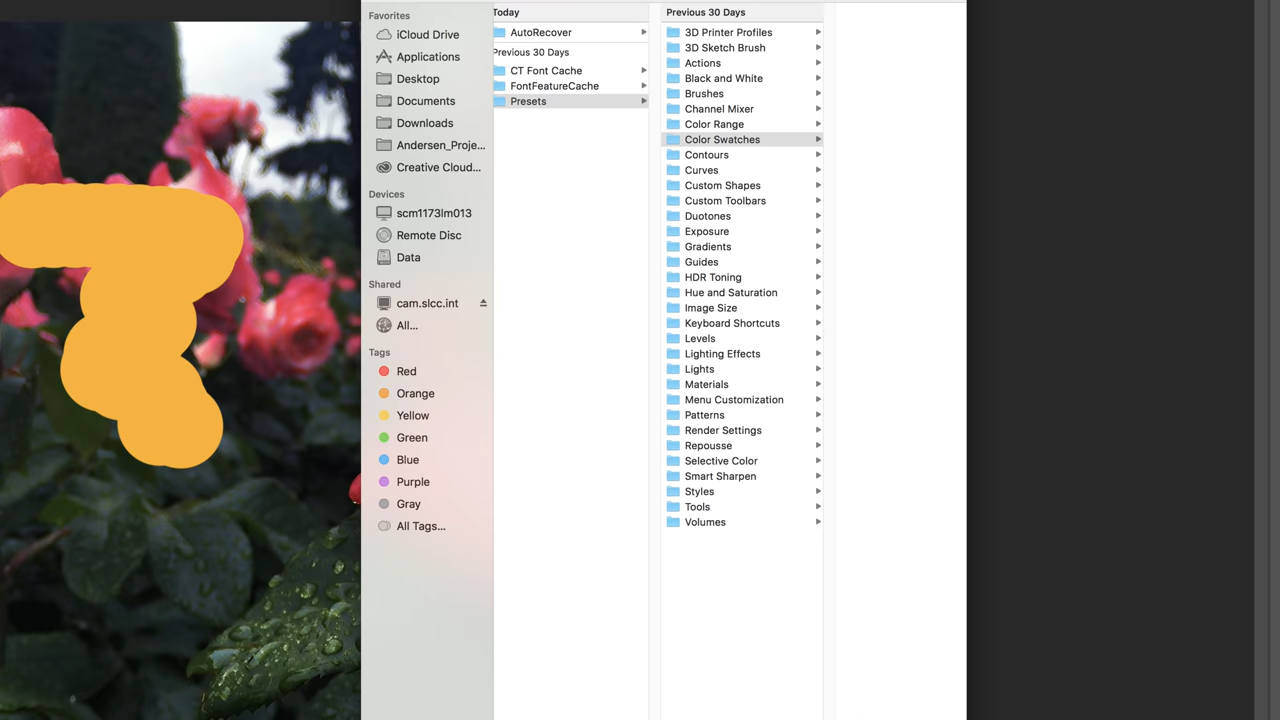 Favorites
iCloud Drive
Applications
Desktop
Documents
Downloads
Andersen_Proje...
Creative Cloud...
Devices
scm1173lm013
Remote Disc
Data
Shared
cam.slcc.int
All...
Tags
Red
Orange
Yellow
Green
Blue
Purple
Gray
All Tags...
Today
AutoRecover
Previous 30 Days
CT Font Cache
FontFeatureCache
Presets
Previous 30 Days
3D Printer Profiles
3D Sketch Brush
Actions
Black and White
Brushes
Channel Mixer
Color Range
Color Swatches
Contours
Curves
Custom Shapes
Custom Toolbars
Duotones
Exposure
Gradients
Guides
HDR Toning
Hue and Saturation
Image Size
Keyboard Shortcuts
Levels
Lighting Effects
Lights
Materials
Menu Customization
Patterns
Render Settings
Repousse
Selective Color
Smart Sharpen
Styles
Tools
Volumes